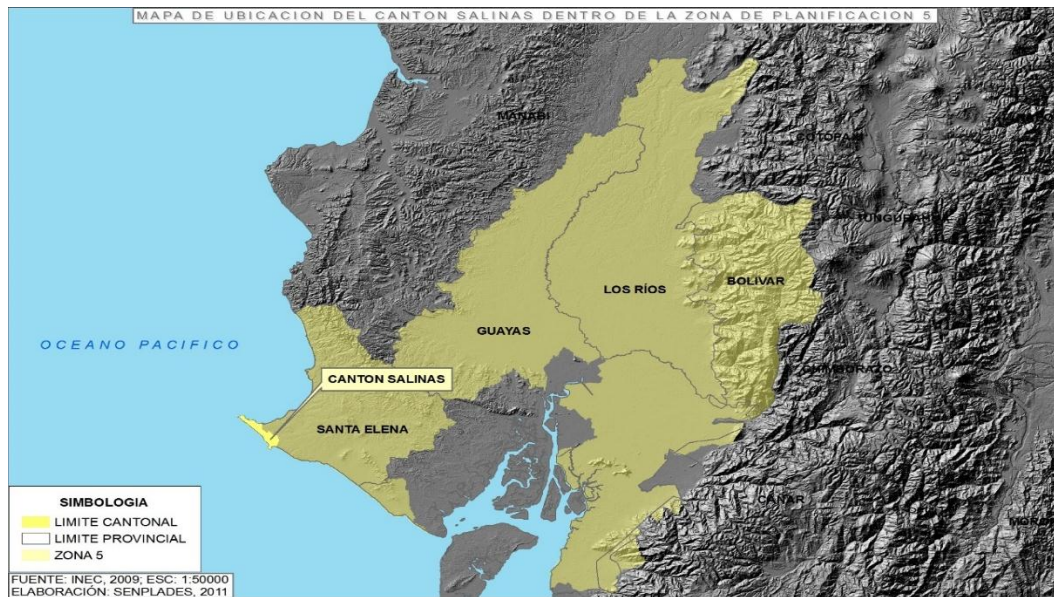 MAPA DE UBICACION DEL CANTON SALINAS DENTRO DE LA ZONA DE PLANIFICACION 5
MANABI
COTOPAXI
TUNGURAHUA
BOLIVAR
LOS RÍOS
GUAYAS
OCEANO PACIFICO
CHIMBORAZO
CANTON SALINAS
SANTA ELENA
CAÑAR
SIMBOLOGIA
LIMITE CANTONAL
LIMITE PROVINCIAL
ZONA 5
FUENTE: INEC, 2009; ESC: 1:50000
ELABORACIÓN: SENPLADES, 2011